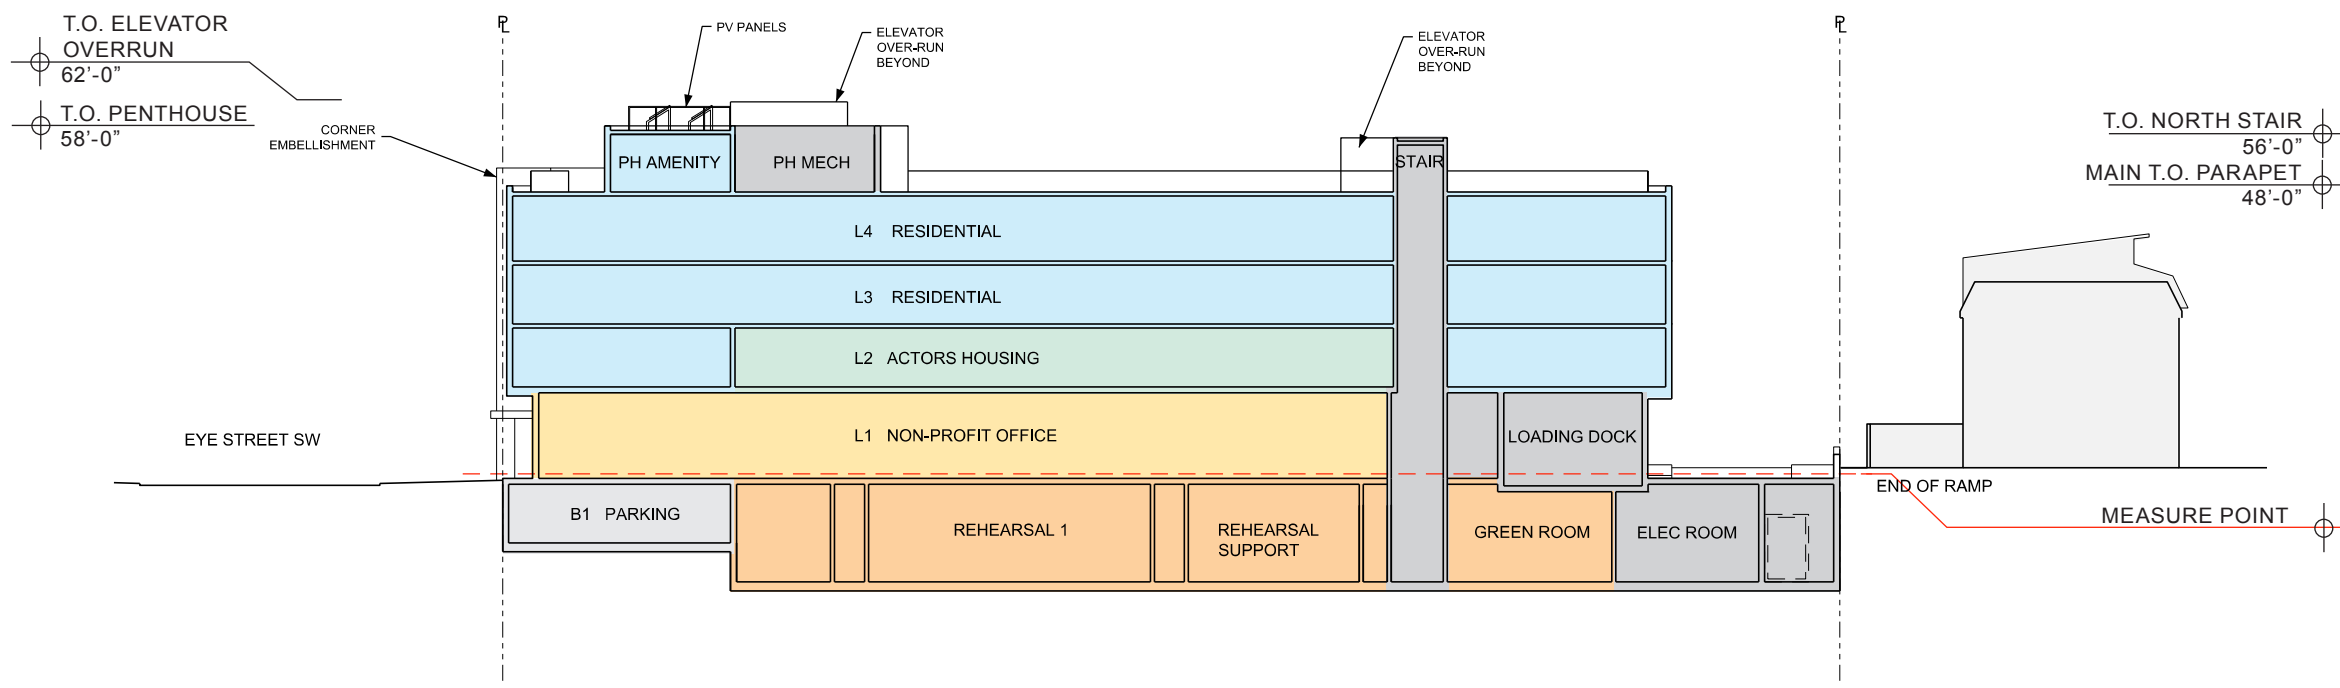 T.O. ELEVATOR
OVERRUN
62'-0"
T.O. PENTHOUSE
58'-0"
CORNER
EMBELLISHMENT
PL
PV PANELS
ELEVATOR
OVER-RUN
BEYOND
ELEVATOR
OVER-RUN
BEYOND
PL
T.O. NORTH STAIR
56'-0"
MAIN T.O. PARAPET
48'-0"
PH AMENITY
PH MECH
STAIR
L4 RESIDENTIAL
L3 RESIDENTIAL
L2 ACTORS HOUSING
EYE STREET SW
L1 NON-PROFIT OFFICE
LOADING DOCK
END OF RAMP
B1 PARKING
REHEARSAL 1
REHEARSAL
SUPPORT
GREEN ROOM
ELEC ROOM
MEASURE POINT